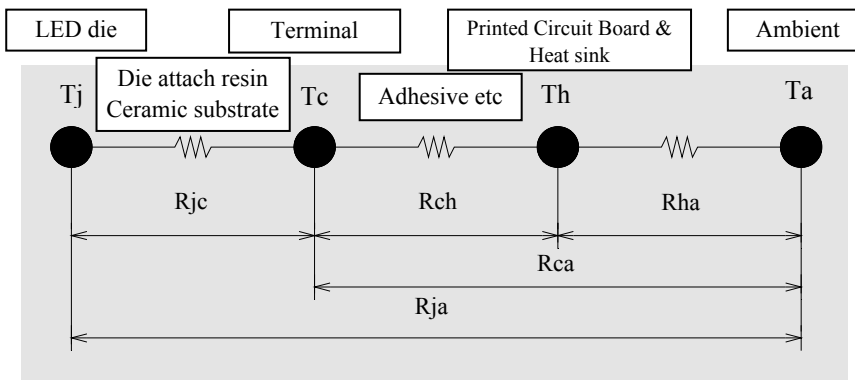 LED die
Terminal
Printed Circuit Board &
Heat sink
Ambient
Tj
Die attach resin
Ceramic substrate
Tc
Adhesive etc
Th
Ta
Rjc
Rch
Rha
Rca
Rja